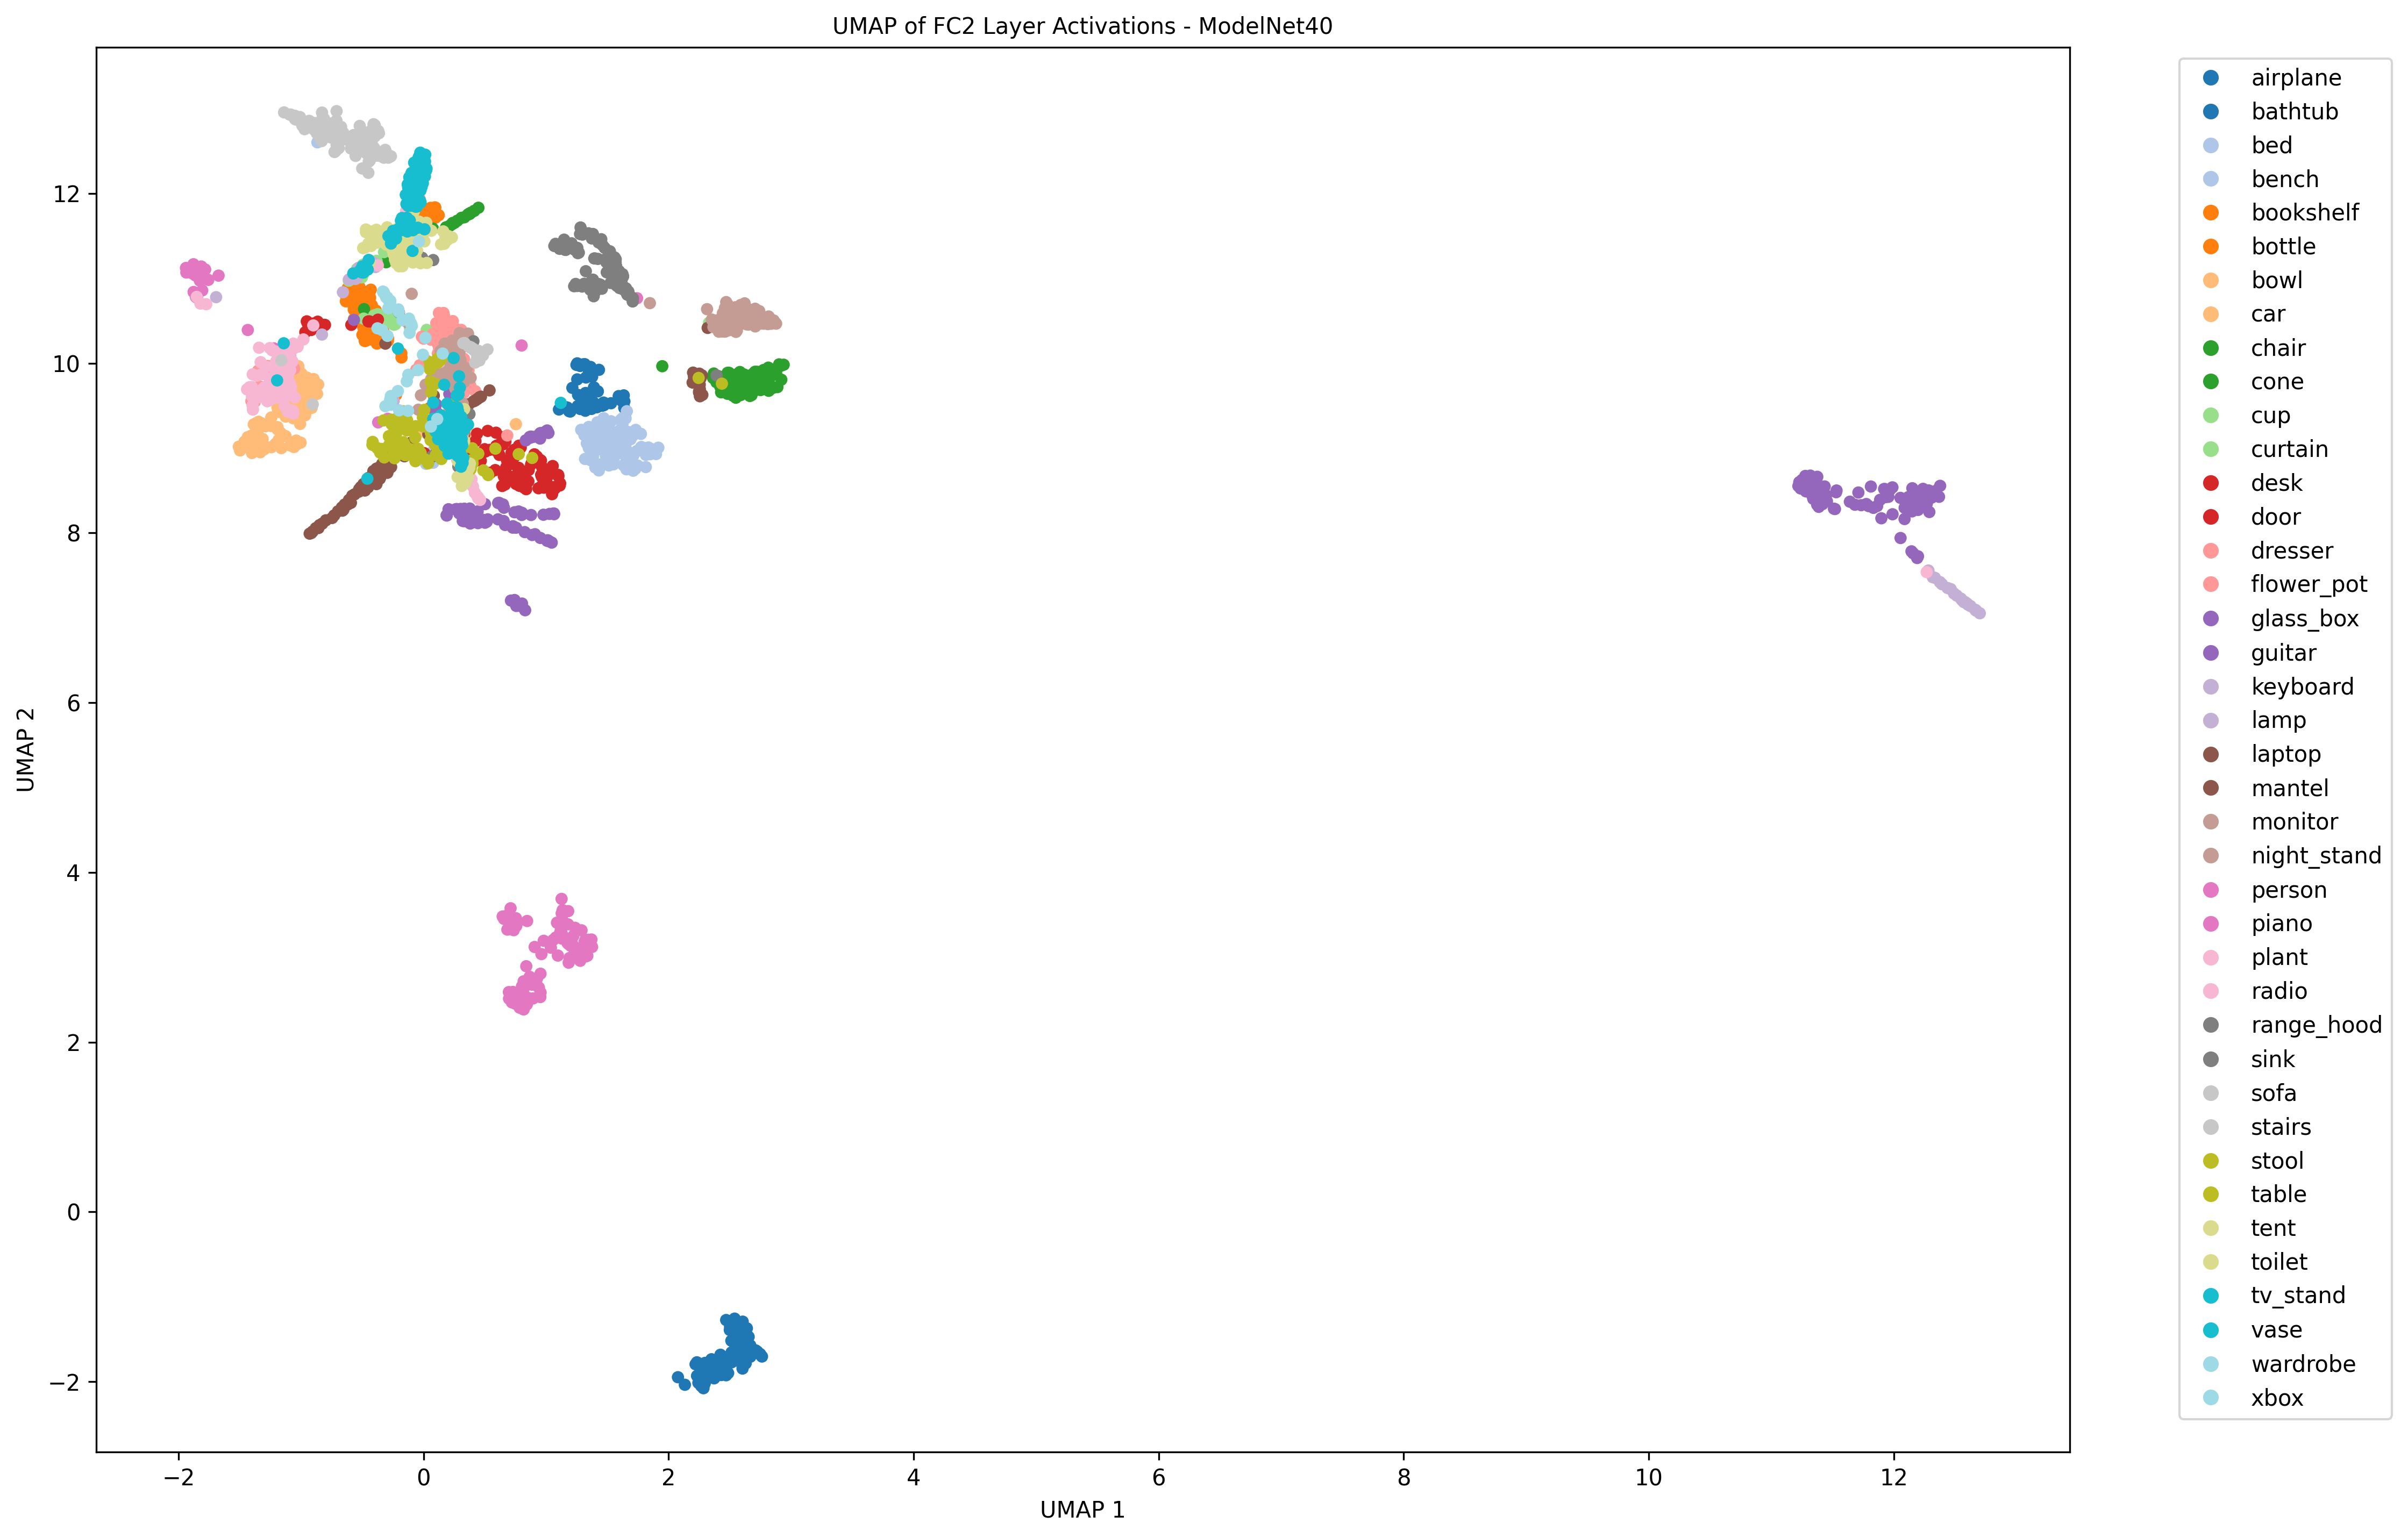 UMAP of FC2 Layer Activations - ModelNet40
12
10
8
6
4
2
0
−2
UMAP 2
−2 0 2 4 6 8 10 12
UMAP 1
airplane
bathtub
bed
bench
bookshelf
bottle
bowl
car
chair
cone
cup
curtain
desk
door
dresser
flower_pot
glass_box
guitar
keyboard
lamp
laptop
mantel
monitor
night_stand
person
piano
plant
radio
range_hood
sink
sofa
stairs
stool
table
tent
toilet
tv_stand
vase
wardrobe
xbox